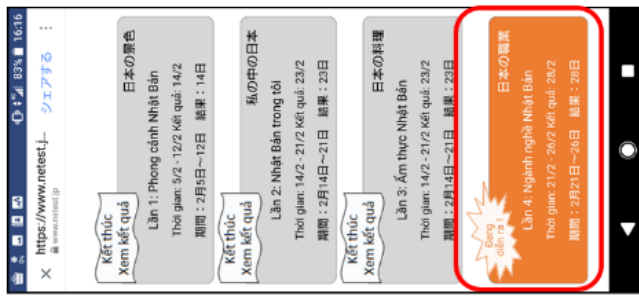 83% 16:16
https://www.netest.j...
www.netest.jp
シェアする
Kết thúc
Xem kết quả
日本の景色
Lần 1: Phong cảnh Nhật Bản
Thời gian: 5/2 - 12/2 Kết quả: 14/2
期間：2月5日～12日 結果：14日
Kết thúc
Xem kết quả
私の中の日本
Lần 2: Nhật Bản trong tôi
Thời gian: 14/2 - 21/2 Kết quả: 23/2
期間：2月14日～21日 結果：23日
Kết thúc
Xem kết quả
日本の料理
Lần 3: Ẩm thực Nhật Bản
Thời gian: 14/2 - 21/2 Kết quả: 23/2
期間：2月14日～21日 結果：23日
Đang
diễn ra !
日本の職業
Lần 4: Ngành nghề Nhật Bản
Thời gian: 21/2 - 26/2 Kết quả: 28/2
期間：2月21日～26日 結果：28日